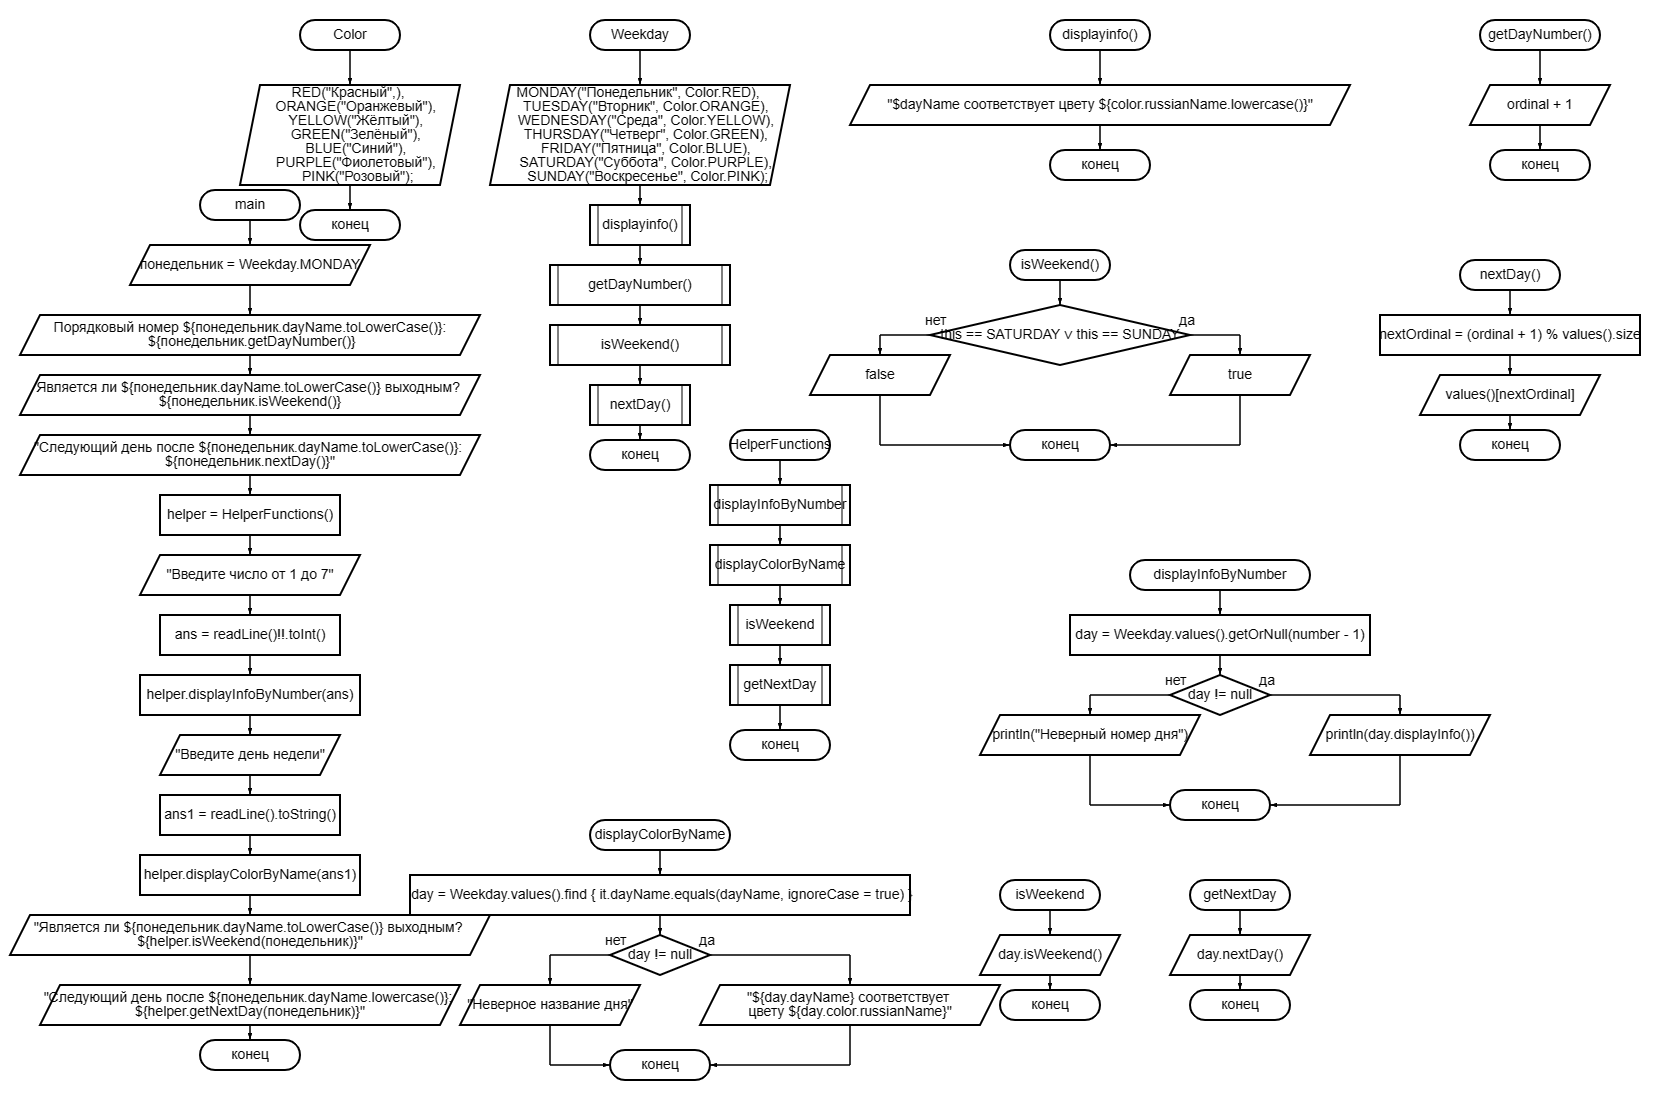 Color
RED("Красный",),
ORANGE("Оранжевый"),
YELLOW("Жёлтый"),
GREEN("Зелёный"),
BLUE("Синий"),
PURPLE("Фиолетовый"),
PINK("Розовый");
конец
main
понедельник = Weekday.MONDAY
Порядковый номер ${понедельник.dayName.toLowerCase()}:
${понедельник.getDayNumber()}
Является ли ${понедельник.dayName.toLowerCase()} выходным?
${понедельник.isWeekend()}
"Следующий день после ${понедельник.dayName.toLowerCase()}:
${понедельник.nextDay()}"
helper = HelperFunctions()
"Введите число от 1 до 7"
ans = readLine()!!.toInt()
helper.displayInfoByNumber(ans)
"Введите день недели"
ans1 = readLine().toString()
helper.displayColorByName(ans1)
"Является ли ${понедельник.dayName.toLowerCase()} выходным?
${helper.isWeekend(понедельник)}"
"Следующий день после ${понедельник.dayName.lowercase()}:
${helper.getNextDay(понедельник)}"
конец
Weekday
MONDAY("Понедельник", Color.RED),
TUESDAY("Вторник", Color.ORANGE),
WEDNESDAY("Среда", Color.YELLOW),
THURSDAY("Четверг", Color.GREEN),
FRIDAY("Пятница", Color.BLUE),
SATURDAY("Суббота", Color.PURPLE),
SUNDAY("Воскресенье", Color.PINK);
displayinfo()
getDayNumber()
isWeekend()
nextDay()
конец
displayinfo()
"$dayName соответствует цвету ${color.russianName.lowercase()}"
конец
getDayNumber()
ordinal + 1
конец
isWeekend()
нет
да
this == SATURDAY ∨ this == SUNDAY
false
true
конец
nextDay()
nextOrdinal = (ordinal + 1) % values().size
values()[nextOrdinal]
конец
HelperFunctions
displayInfoByNumber
displayColorByName
isWeekend
getNextDay
конец
displayInfoByNumber
day = Weekday.values().getOrNull(number - 1)
нет
да
day != null
println("Неверный номер дня")
println(day.displayInfo())
конец
displayColorByName
day = Weekday.values().find { it.dayName.equals(dayName, ignoreCase = true) }
нет
да
day != null
"Неверное название дня"
"${day.dayName} соответствует
цвету ${day.color.russianName}"
конец
isWeekend
day.isWeekend()
конец
getNextDay
day.nextDay()
конец